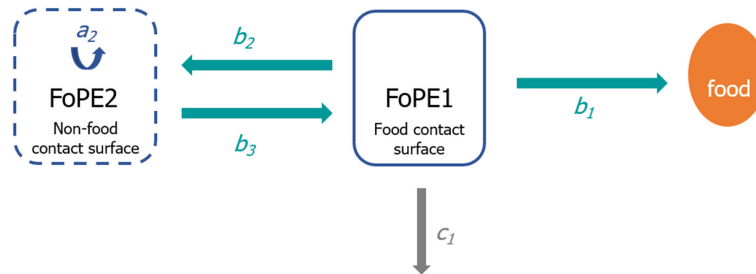 a2
b2
FoPE2
Non-food
contact surface
b3
FoPE1
Food contact
surface
b1
food
c1